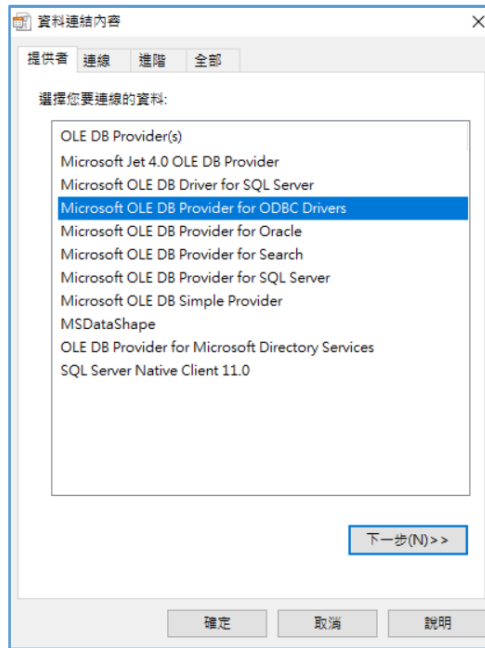 資料連結內容
提供者 連線 進階 全部
選擇您要連線的資料:
OLE DB Provider(s)
Microsoft Jet 4.0 OLE DB Provider
Microsoft OLE DB Driver for SQL Server
Microsoft OLE DB Provider for ODBC Drivers
Microsoft OLE DB Provider for Oracle
Microsoft OLE DB Provider for Search
Microsoft OLE DB Provider for SQL Server
Microsoft OLE DB Simple Provider
MSDataShape
OLE DB Provider for Microsoft Directory Services
SQL Server Native Client 11.0
下一步(N)>>
確定 取消 說明